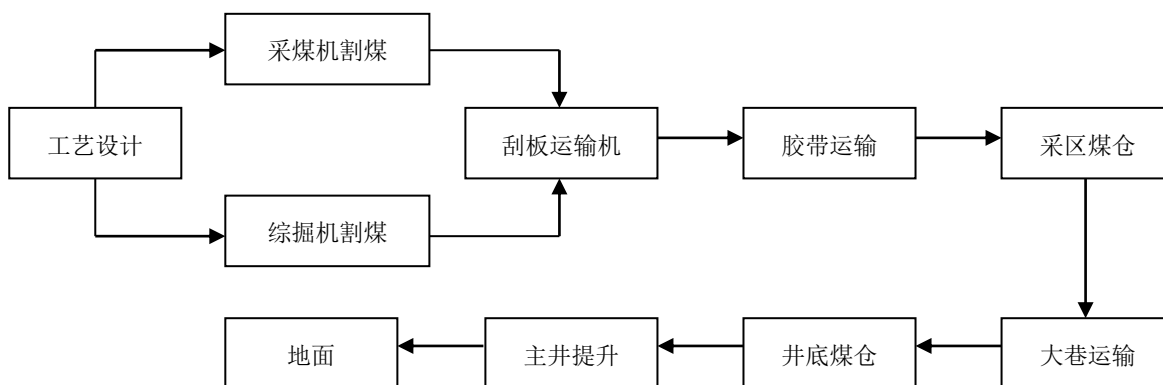 采煤机割煤
工艺设计
刮板运输机
胶带运输
采区煤仓
综掘机割煤
地面
主井提升
井底煤仓
大巷运输